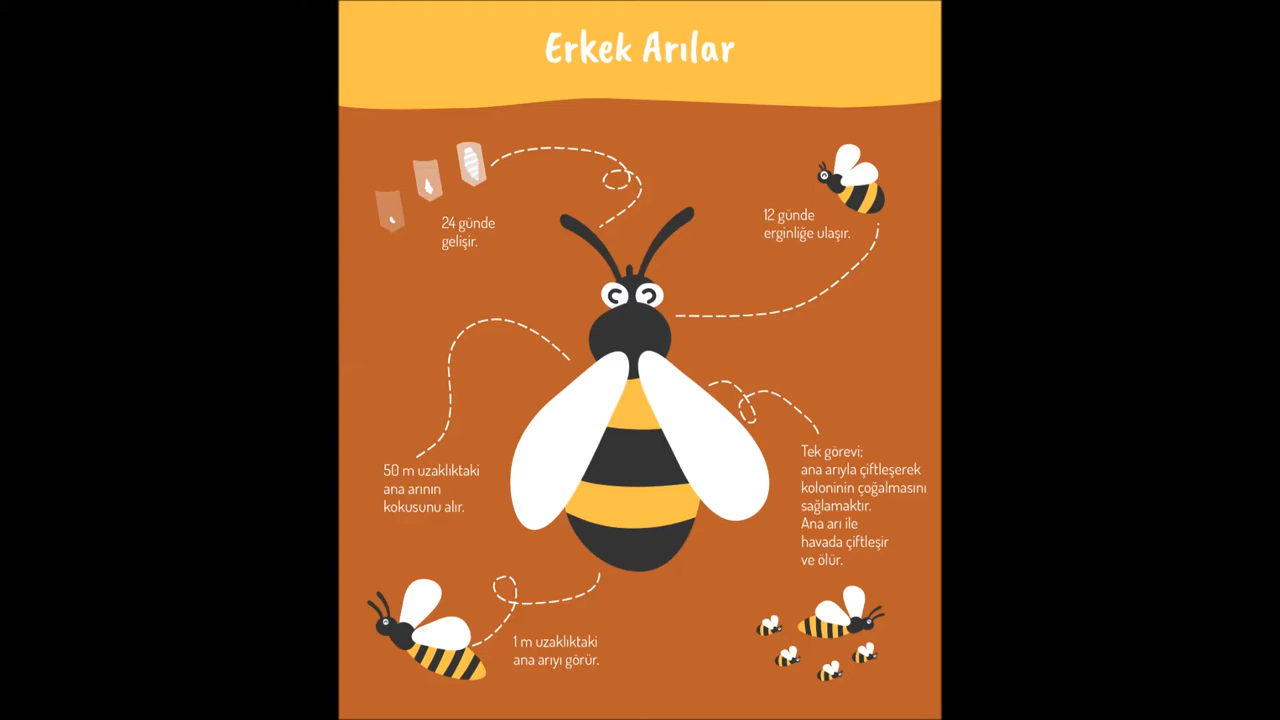 Erkek Arılar
24 günde
gelişir.
12 günde
erginliğe ulaşır.
50 m uzaklıktaki
ana arının
kokusunu alır.
Tek görevi;
ana arıyla çiftleşerek
koloninin çoğalmasını
sağlamaktır.
Ana arı ile
havada çiftleşir
ve ölür.
1 m uzaklıktaki
ana arıyı görür.